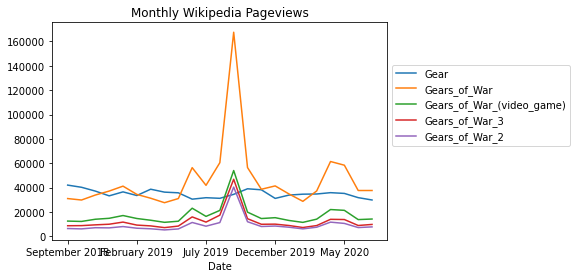 Monthly Wikipedia Pageviews
160000
140000
120000
100000
80000
60000
40000
20000
0
September 2018 February 2019 July 2019 December 2019 May 2020
Date
Gear
Gears_of_War
Gears_of_War_(video_game)
Gears_of_War_3
Gears_of_War_2